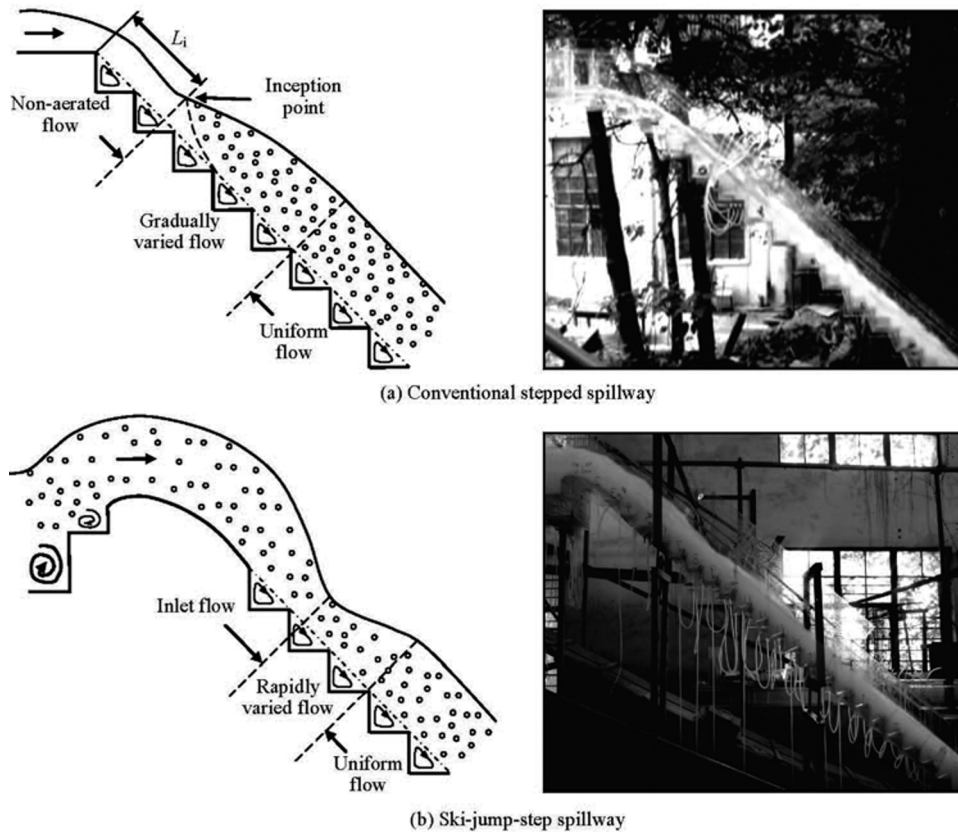 Lᵢ
Inception
point
Non-aerated
flow
Gradually
varied flow
Uniform
flow
(a) Conventional stepped spillway
Inlet flow
Rapidly
varied flow
Uniform
flow
(b) Ski-jump-step spillway